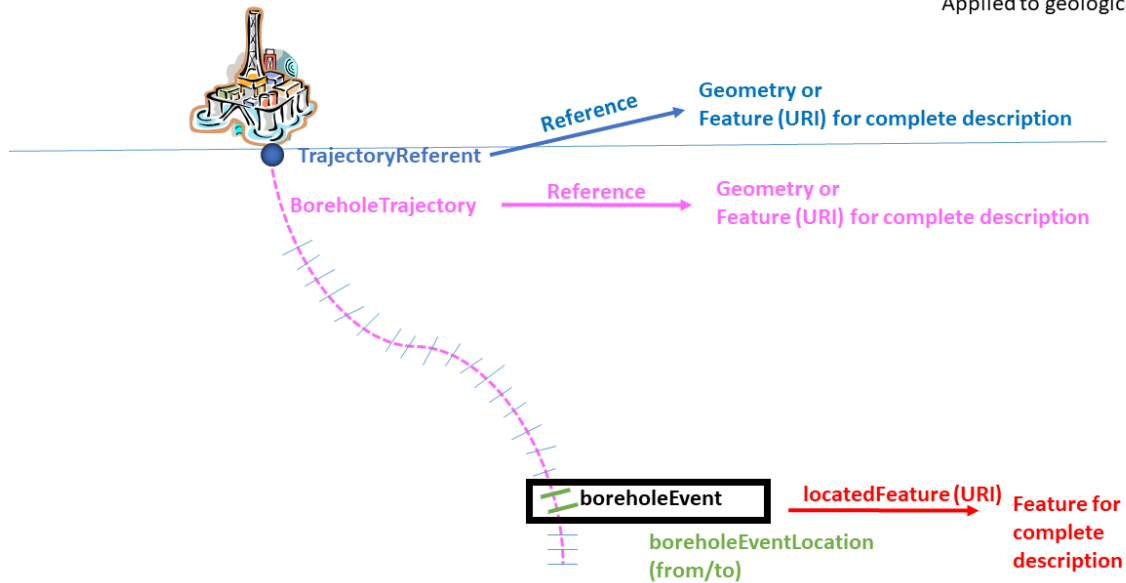 Applied to geologic
Reference
Geometry or
Feature (URI) for complete description
TrajectoryReferent
BoreholeTrajectory
Reference
Geometry or
Feature (URI) for complete description
boreholeEvent
locatedFeature (URI)
Feature for
complete
description
boreholeEventLocation
(from/to)